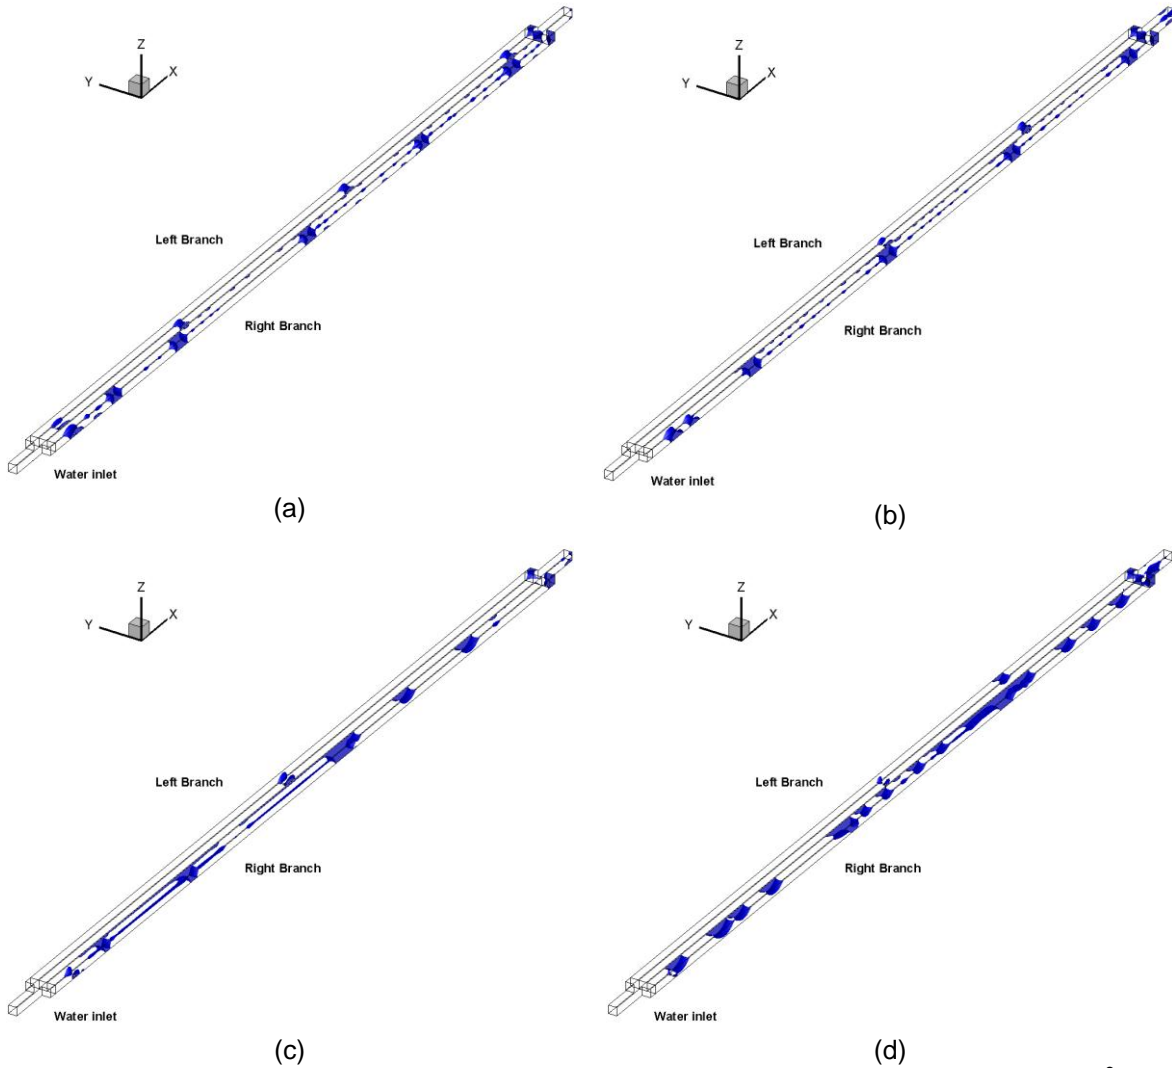 Z
Y
X
Left Branch
Right Branch
Water inlet
(a)
Z
Y
X
Left Branch
Right Branch
Water inlet
(b)
Z
Y
X
Left Branch
Right Branch
Water inlet
(c)
Z
Y
X
Left Branch
Right Branch
Water inlet
(d)